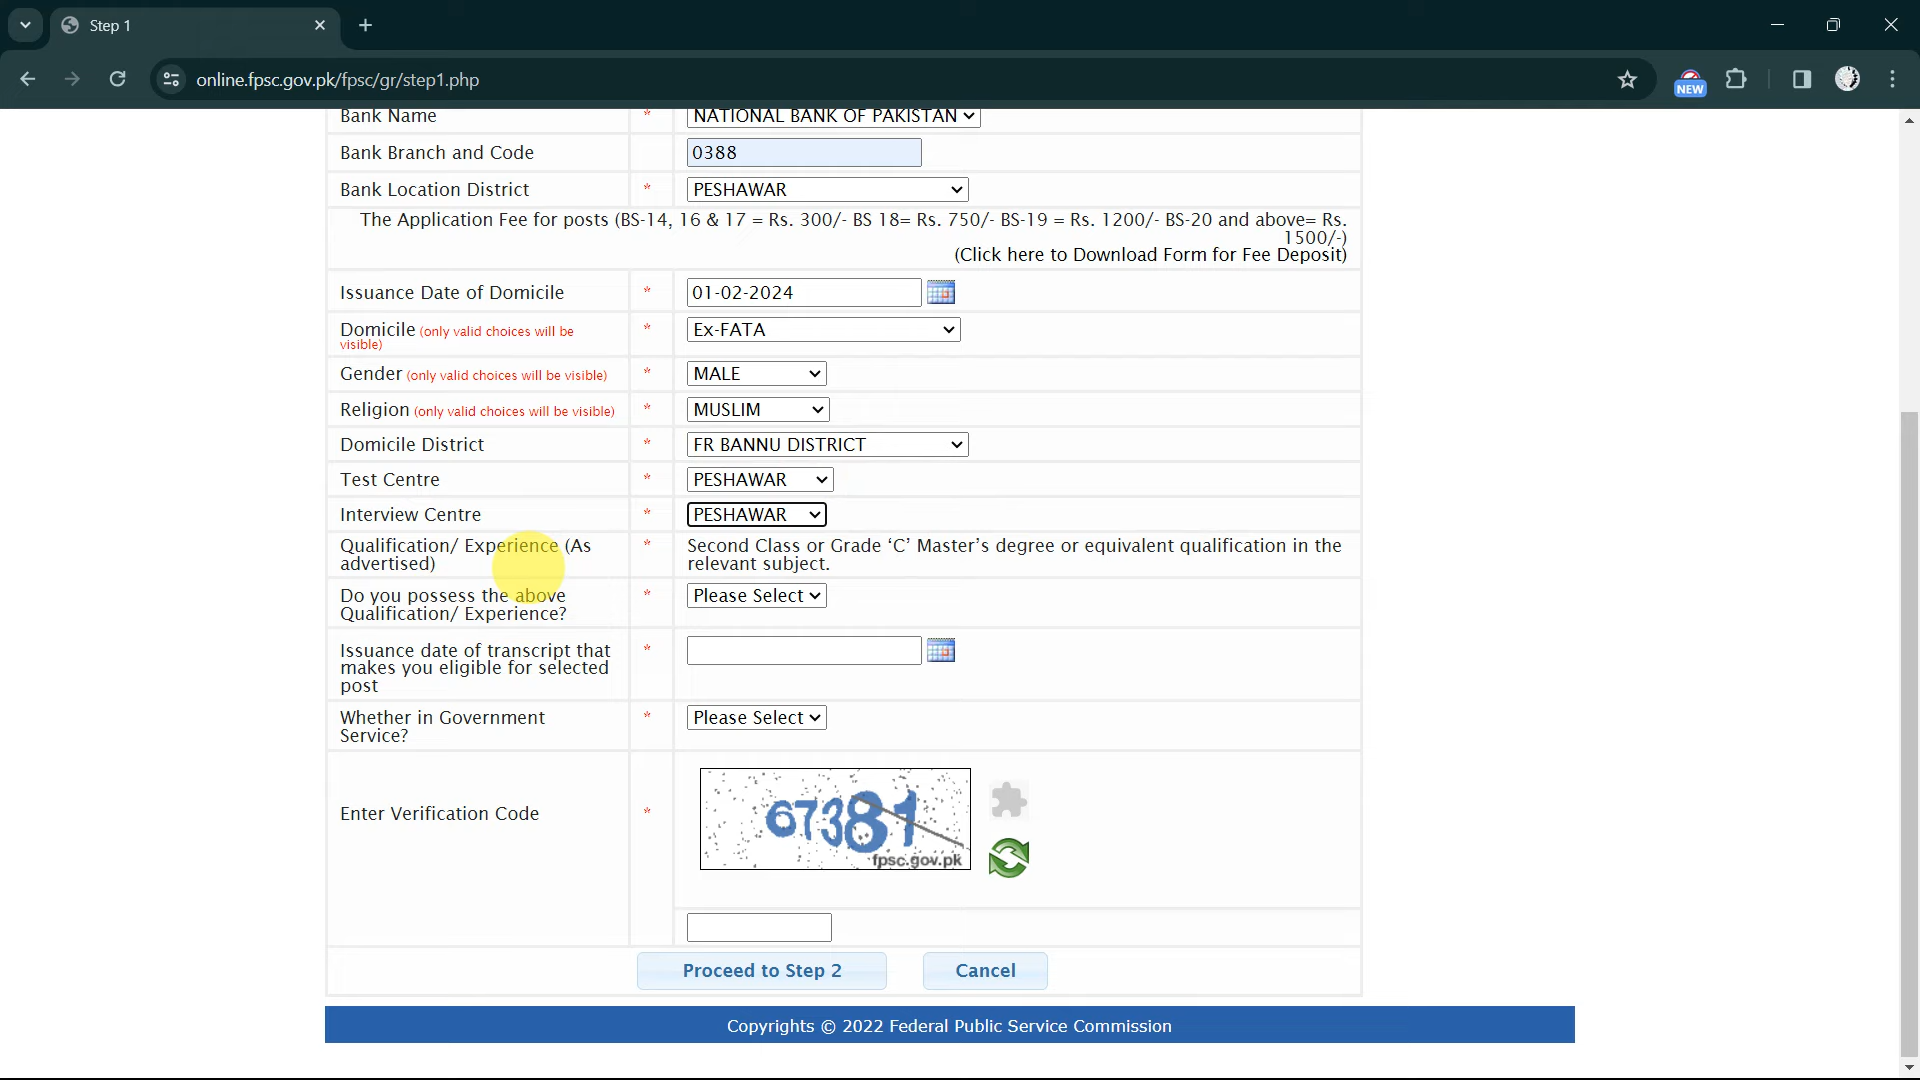 Step 1
online.fpsc.gov.pk/fpsc/gr/step1.php
NEW
Bank Name * NATIONAL BANK OF PAKISTAN
Bank Branch and Code 0388
Bank Location District * PESHAWAR
The Application Fee for posts (BS-14, 16 & 17 = Rs. 300/- BS 18= Rs. 750/- BS-19 = Rs. 1200/- BS-20 and above= Rs.
1500/-)
(Click here to Download Form for Fee Deposit)
Issuance Date of Domicile * 01-02-2024
Domicile (only valid choices will be * Ex-FATA
visible)
Gender (only valid choices will be visible) * MALE
Religion (only valid choices will be visible) * MUSLIM
Domicile District * FR BANNU DISTRICT
Test Centre * PESHAWAR
Interview Centre * PESHAWAR
Qualification/ Experience (As * Second Class or Grade ‘C’ Master’s degree or equivalent qualification in the
advertised) relevant subject.
Do you possess the above * Please Select
Qualification/ Experience?
Issuance date of transcript that *
makes you eligible for selected
post
Whether in Government * Please Select
Service?
67381
fpsc.gov.pk
Enter Verification Code *
Proceed to Step 2 Cancel
Copyrights © 2022 Federal Public Service Commission